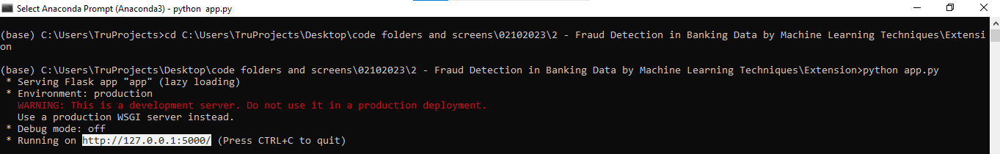 Select Anaconda Prompt (Anaconda3) - python  app.py
(base) C:\Users\TruProjects>cd C:\Users\TruProjects\Desktop\code folders and screens\02102023\2 - Fraud Detection in Banking Data by Machine Learning Techniques\Extensi
on
(base) C:\Users\TruProjects\Desktop\code folders and screens\02102023\2 - Fraud Detection in Banking Data by Machine Learning Techniques\Extension>python app.py
 * Serving Flask app "app" (lazy loading)
 * Environment: production
   WARNING: This is a development server. Do not use it in a production deployment.
   Use a production WSGI server instead.
 * Debug mode: off
 * Running on http://127.0.0.1:5000/ (Press CTRL+C to quit)